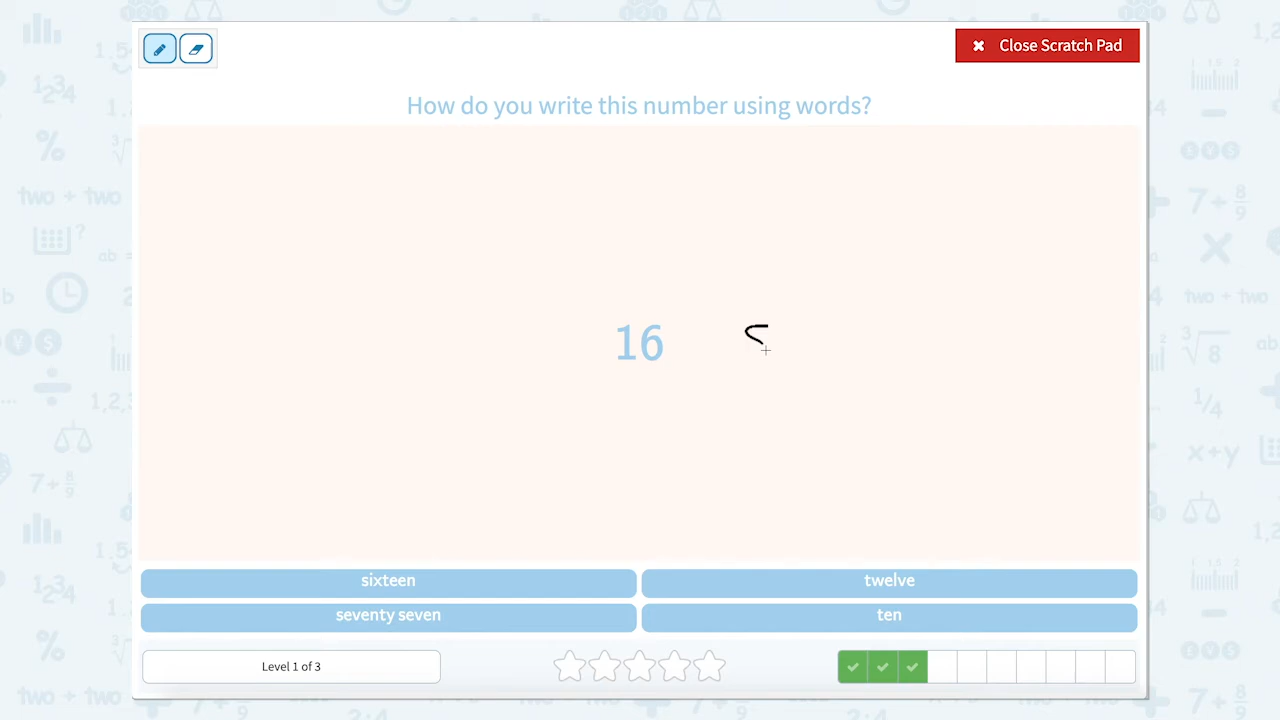 Close Scratch Pad
How do you write this number using words?
16
sixteen
twelve
seventy seven
ten
Level 1 of 3